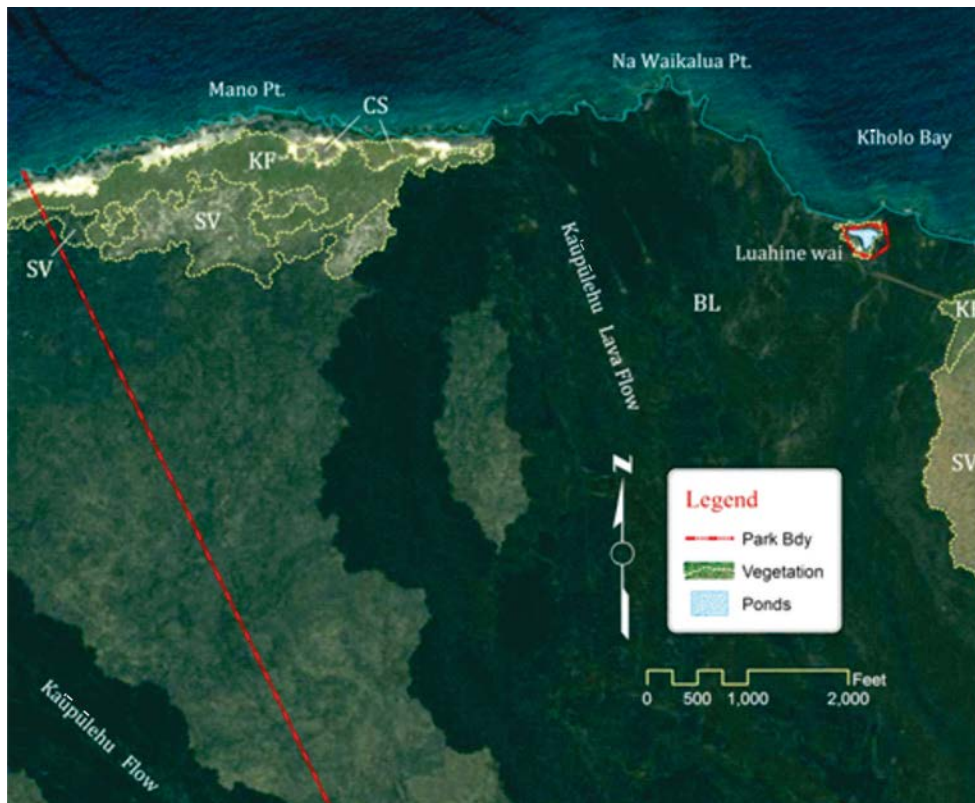 Na Waikalua Pt.
Mano Pt.
CS
Kīholo Bay
KF
SV
SV
Luahine wai
Kaūpūlehu Lava Flow
BL
SV
N
Legend
Park Bdy
Vegetation
Ponds
Feet
0 500 1,000 2,000
Kaūpūlehu Flow